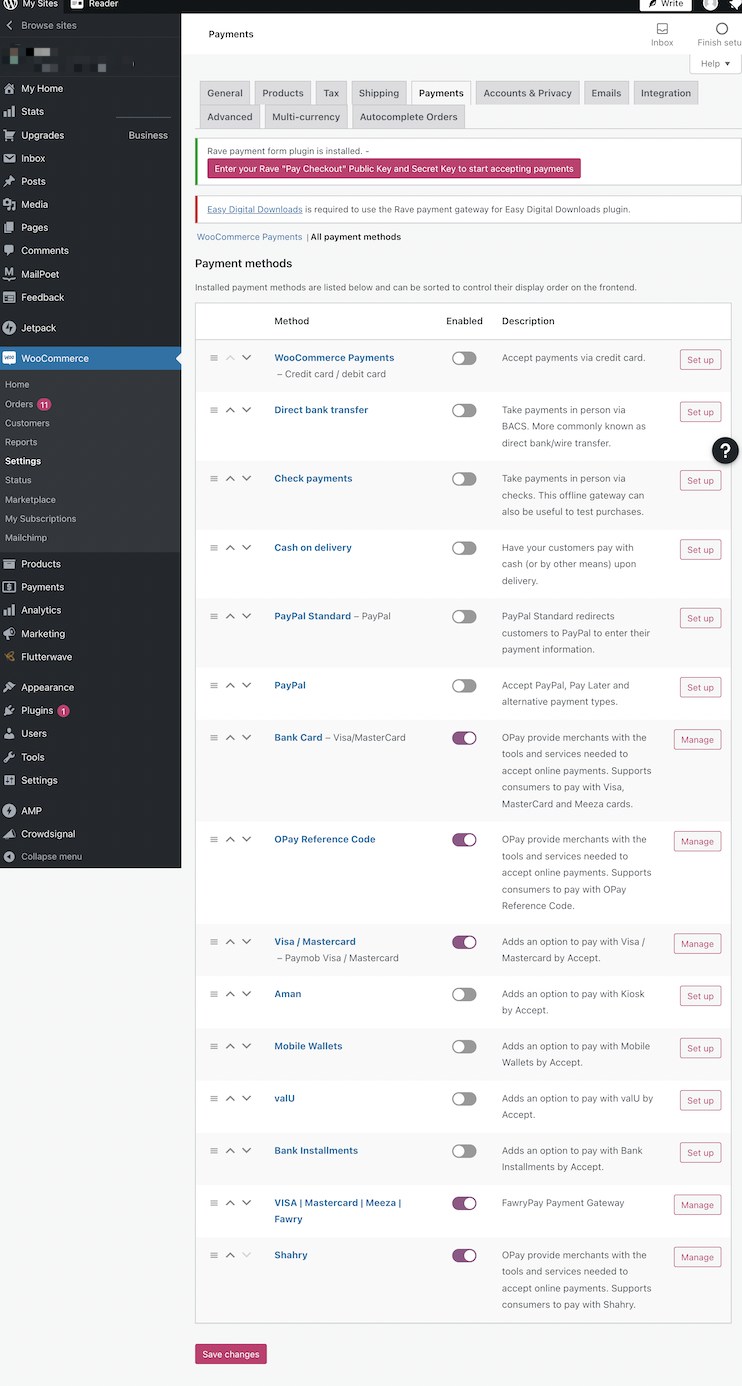 My Sites
Reader
Write
Browse sites
Payments
Inbox
Finish setu
Help ▼
My Home
Stats
Upgrades Business
Inbox
Posts
Media
Pages
Comments
MailPoet
Feedback
Jetpack
WooCommerce
Home
Orders 11
Customers
Reports
Settings
Status
Marketplace
My Subscriptions
Mailchimp
Products
Payments
Analytics
Marketing
Flutterwave
Appearance
Plugins 1
Users
Tools
Settings
AMP
Crowdsignal
Collapse menu
General Products Tax Shipping Payments Accounts & Privacy Emails Integration
Advanced Multi-currency Autocomplete Orders
Rave payment form plugin is installed. -
Enter your Rave "Pay Checkout" Public Key and Secret Key to start accepting payments
Easy Digital Downloads is required to use the Rave payment gateway for Easy Digital Downloads plugin.
WooCommerce Payments | All payment methods
Payment methods
Installed payment methods are listed below and can be sorted to control their display order on the frontend.
Method Enabled Description
WooCommerce Payments
– Credit card / debit card
Accept payments via credit card.
Set up
Direct bank transfer
Take payments in person via
BACS. More commonly known as
direct bank/wire transfer.
Set up
?
Check payments
Take payments in person via
checks. This offline gateway can
also be useful to test purchases.
Set up
Cash on delivery
Have your customers pay with
cash (or by other means) upon
delivery.
Set up
PayPal Standard – PayPal
PayPal Standard redirects
customers to PayPal to enter their
payment information.
Set up
PayPal
Accept PayPal, Pay Later and
alternative payment types.
Set up
Bank Card – Visa/MasterCard
OPay provide merchants with the
tools and services needed to
accept online payments. Supports
consumers to pay with Visa,
MasterCard and Meeza cards.
Manage
OPay Reference Code
OPay provide merchants with the
tools and services needed to
accept online payments. Supports
consumers to pay with OPay
Reference Code.
Manage
Visa / Mastercard
– Paymob Visa / Mastercard
Adds an option to pay with Visa /
Mastercard by Accept.
Manage
Aman
Adds an option to pay with Kiosk
by Accept.
Set up
Mobile Wallets
Adds an option to pay with Mobile
Wallets by Accept.
Set up
valU
Adds an option to pay with valU by
Accept.
Set up
Bank Installments
Adds an option to pay with Bank
Installments by Accept.
Set up
VISA | Mastercard | Meeza |
Fawry
FawryPay Payment Gateway
Manage
Shahry
OPay provide merchants with the
tools and services needed to
accept online payments. Supports
consumers to pay with Shahry.
Manage
Save changes